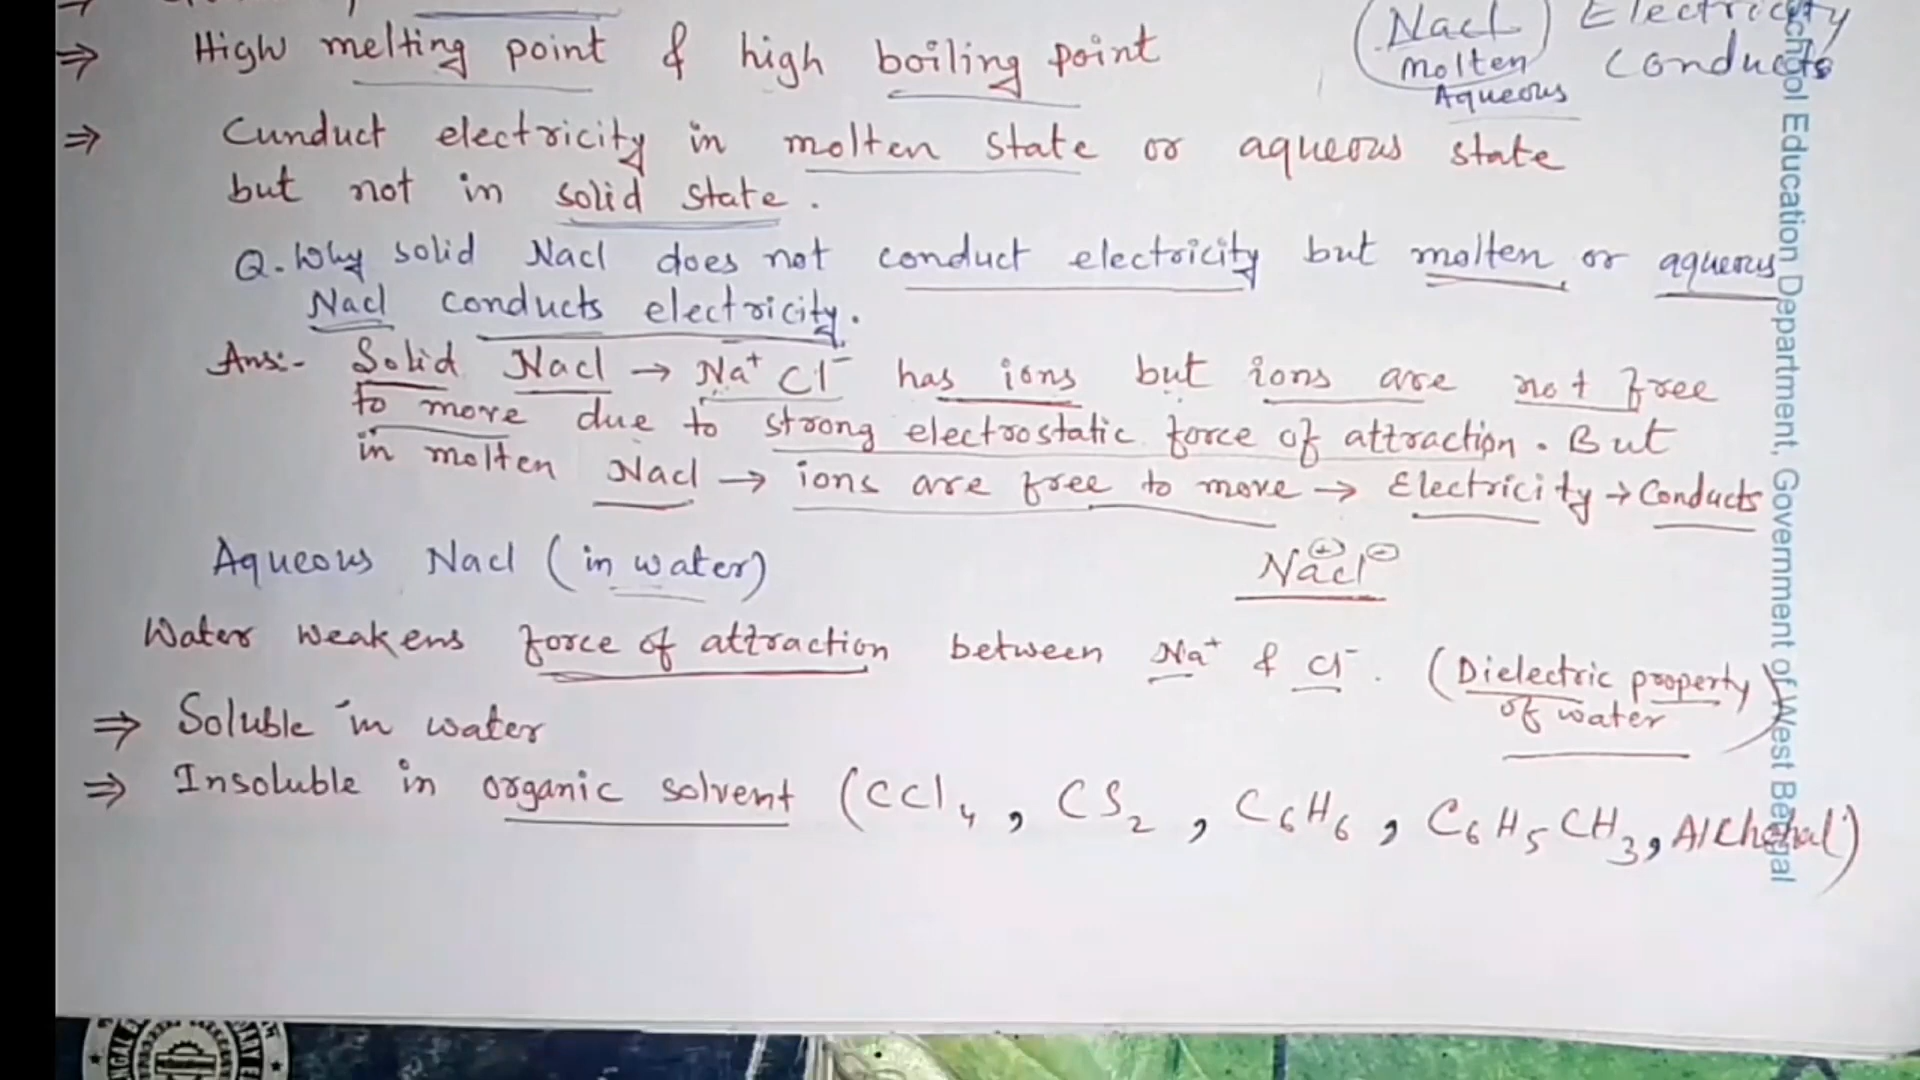 NaCl Electricity
⇒ High melting point & high boiling point
molten conducts
Aqueous
⇒ Cunduct electricity in molten state or aqueous state
but not in solid state.
Q. Why solid Nacl does not conduct electricity but molten or aqueous
Nacl conducts electricity.
Ans:- Solid Nacl → Na⁺ Cl⁻ has ions but ions are not free
to move due to strong electrostatic force of attraction. But
in molten Nacl → ions are free to move → Electricity → Conducts
Aqueous Nacl (in water) Na⊕cl⊖
Water weakens force of attraction between Na⁺ & Cl⁻. (Dielectric property
of water)
⇒ Soluble in water
⇒ Insoluble in organic solvent (CCl₄, CS₂, C₆H₆, C₆H₅CH₃, Alchohal)
School Education Department, Government of West Bengal